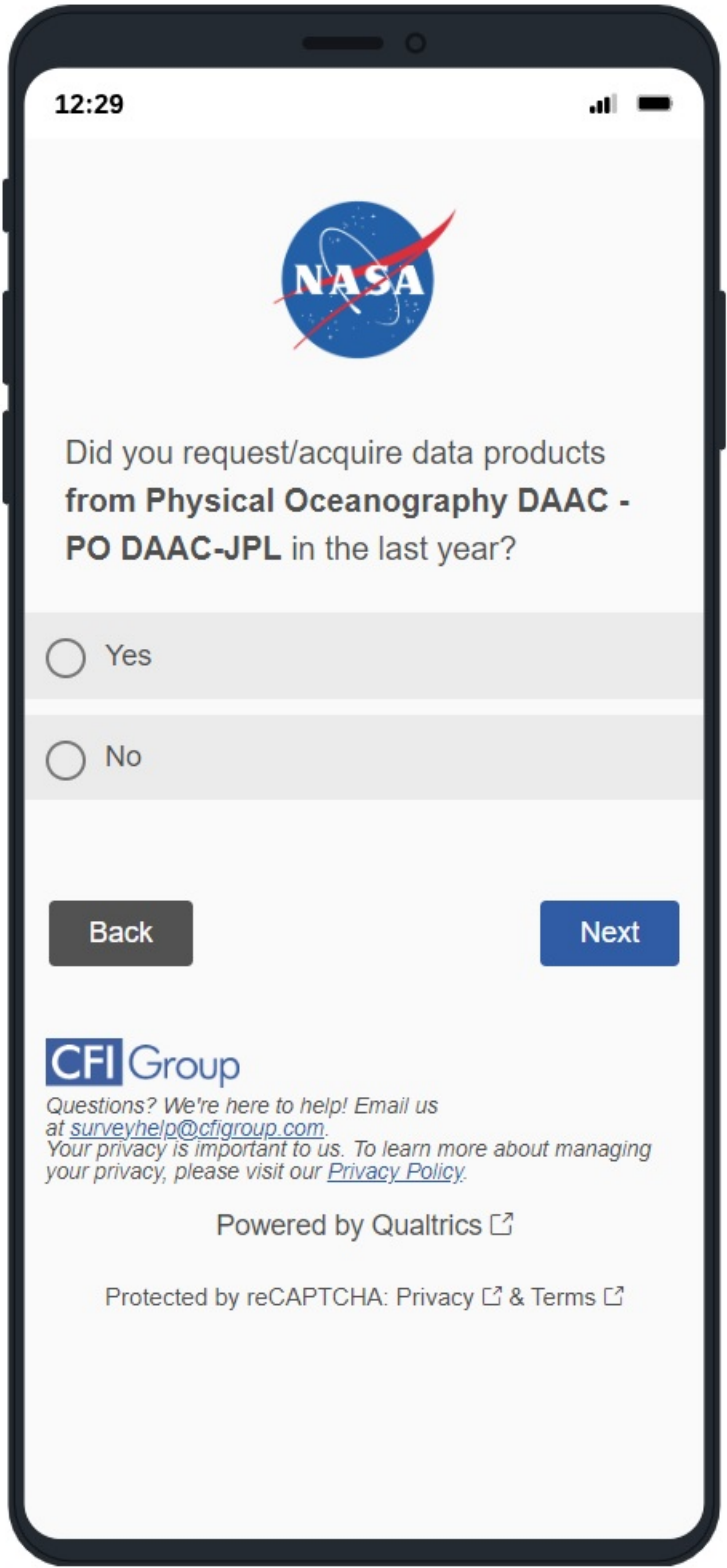 12:29
NASA
Did you request/acquire data products
from Physical Oceanography DAAC -
PO DAAC-JPL in the last year?
Yes
No
Back
Next
CFI Group
Questions? We're here to help! Email us
at surveyhelp@cfigroup.com.
Your privacy is important to us. To learn more about managing
your privacy, please visit our Privacy Policy.
Powered by Qualtrics
Protected by reCAPTCHA: Privacy & Terms